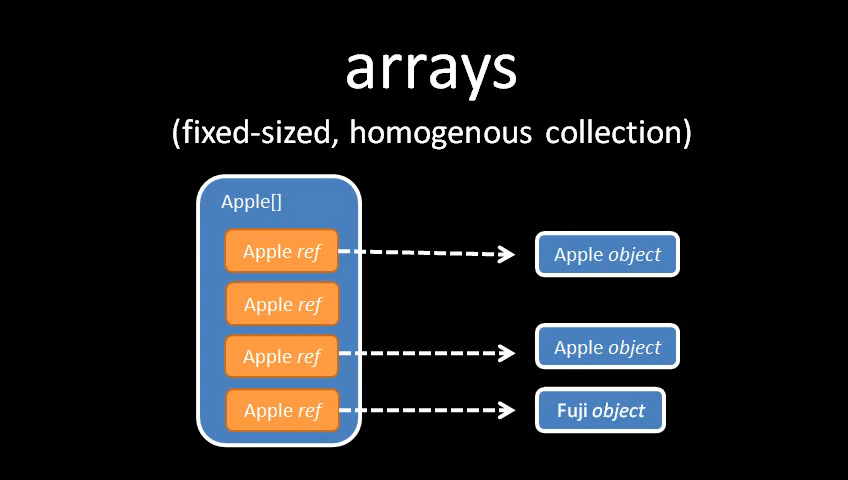 arrays
(fixed-sized, homogenous collection)
Apple[]
Apple ref
Apple object
Apple ref
Apple ref
Apple object
Apple ref
Fuji object